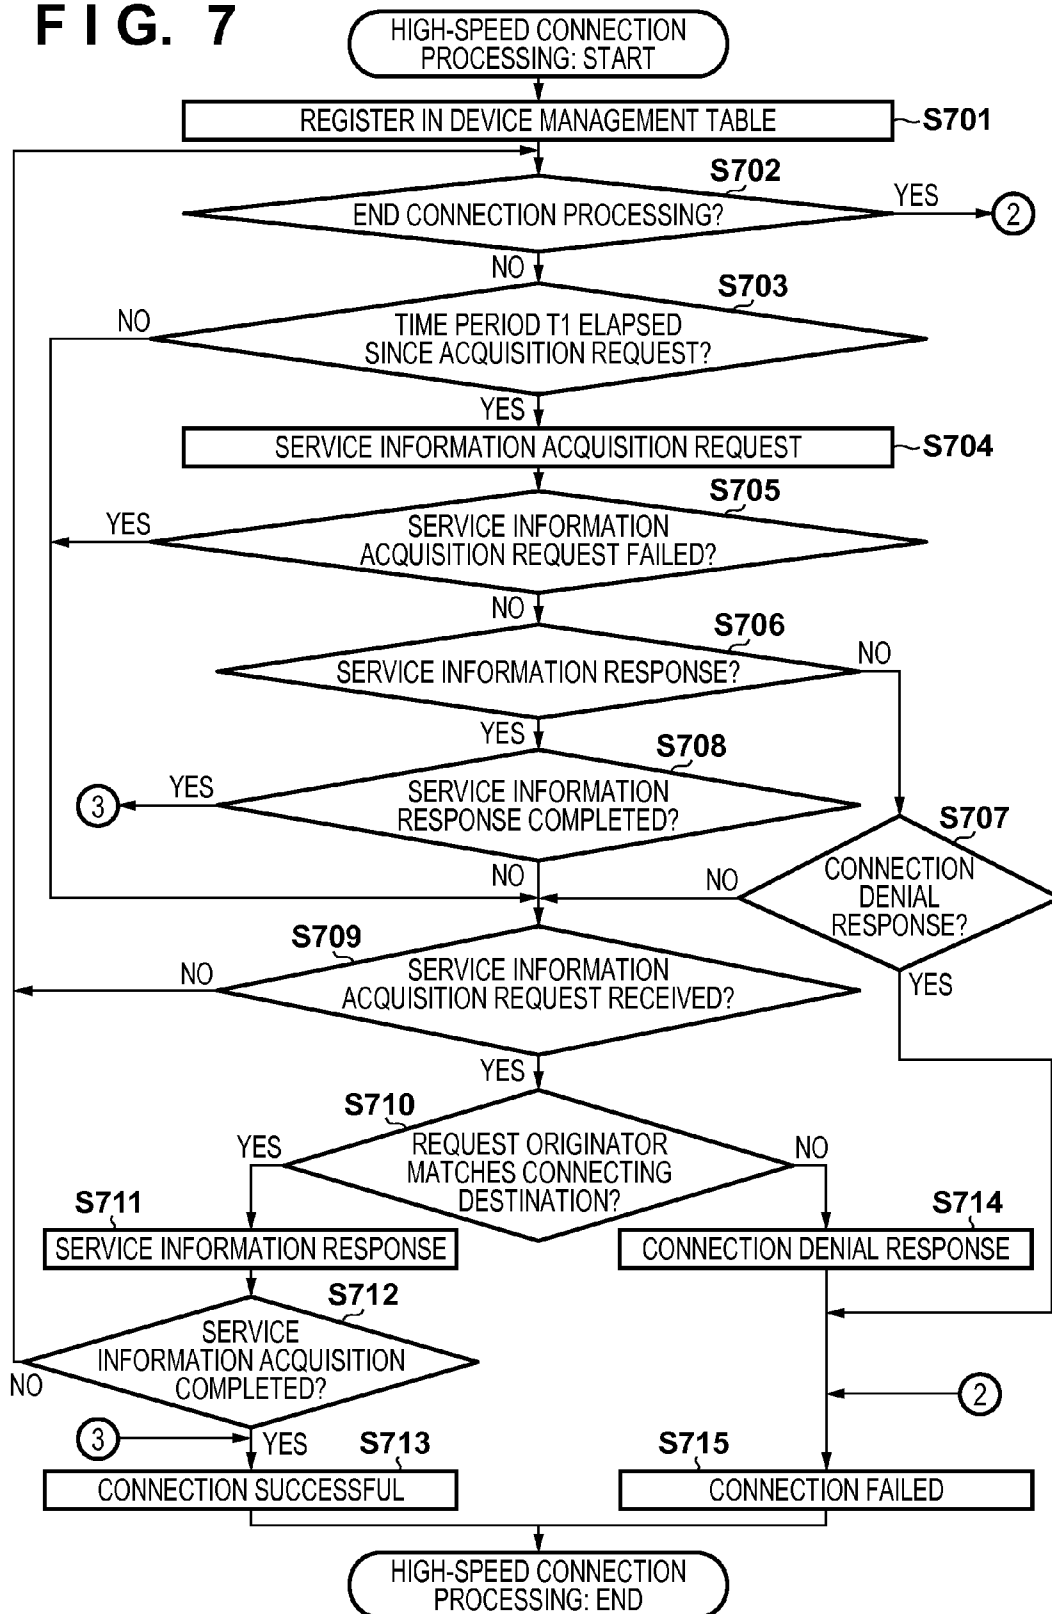 FIG. 7
HIGH-SPEED CONNECTION
PROCESSING: START
REGISTER IN DEVICE MANAGEMENT TABLE
S701
S702
END CONNECTION PROCESSING?
YES
2
NO
S703
NO
TIME PERIOD T1 ELAPSED
SINCE ACQUISITION REQUEST?
YES
SERVICE INFORMATION ACQUISITION REQUEST
S704
S705
YES
SERVICE INFORMATION
ACQUISITION REQUEST FAILED?
NO
S706
SERVICE INFORMATION RESPONSE?
NO
YES
S708
3
YES
SERVICE INFORMATION
RESPONSE COMPLETED?
NO
S707
CONNECTION
DENIAL
RESPONSE?
NO
YES
S709
NO
SERVICE INFORMATION
ACQUISITION REQUEST RECEIVED?
YES
S710
YES
REQUEST ORIGINATOR
MATCHES CONNECTING
DESTINATION?
NO
S711
SERVICE INFORMATION RESPONSE
S714
CONNECTION DENIAL RESPONSE
S712
SERVICE
INFORMATION ACQUISITION
COMPLETED?
NO
2
3
YES
S713
CONNECTION SUCCESSFUL
S715
CONNECTION FAILED
HIGH-SPEED CONNECTION
PROCESSING: END